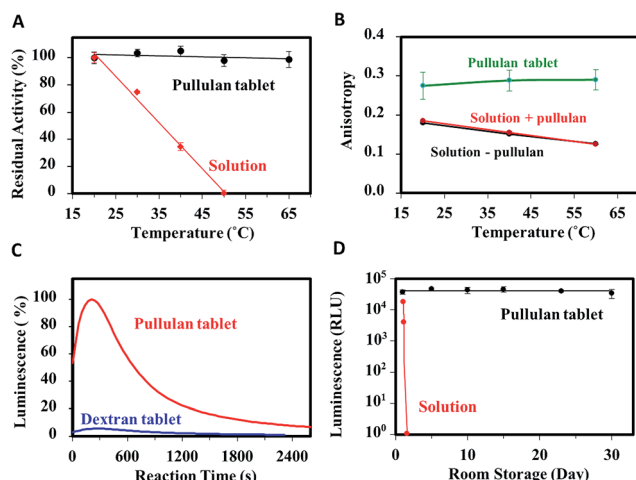 A
Residual Activity (%)
120
100
80
60
40
20
0
Pullulan tablet
Solution
15 25 35 45 55 65
Temperature (˚C)
B
Anisotropy
0.4
0.3
0.2
0.1
0.0
Pullulan tablet
Solution + pullulan
Solution - pullulan
15 25 35 45 55 65
Temperature (˚C)
C
Luminescence ( %)
100
80
60
40
20
0
Pullulan tablet
Dextran tablet
0 600 1200 1800 2400
Reaction Time (s)
D
Luminescence (RLU)
10⁵
10⁴
10³
10²
10¹
10⁰
Pullulan tablet
Solution
0 5 10 15 20 25 30
Room Storage (Day)